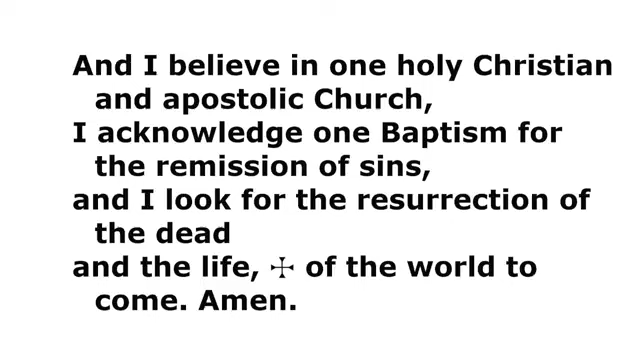 And I believe in one holy Christian
and apostolic Church,
I acknowledge one Baptism for
the remission of sins,
and I look for the resurrection of
the dead
and the life, ☩ of the world to
come. Amen.